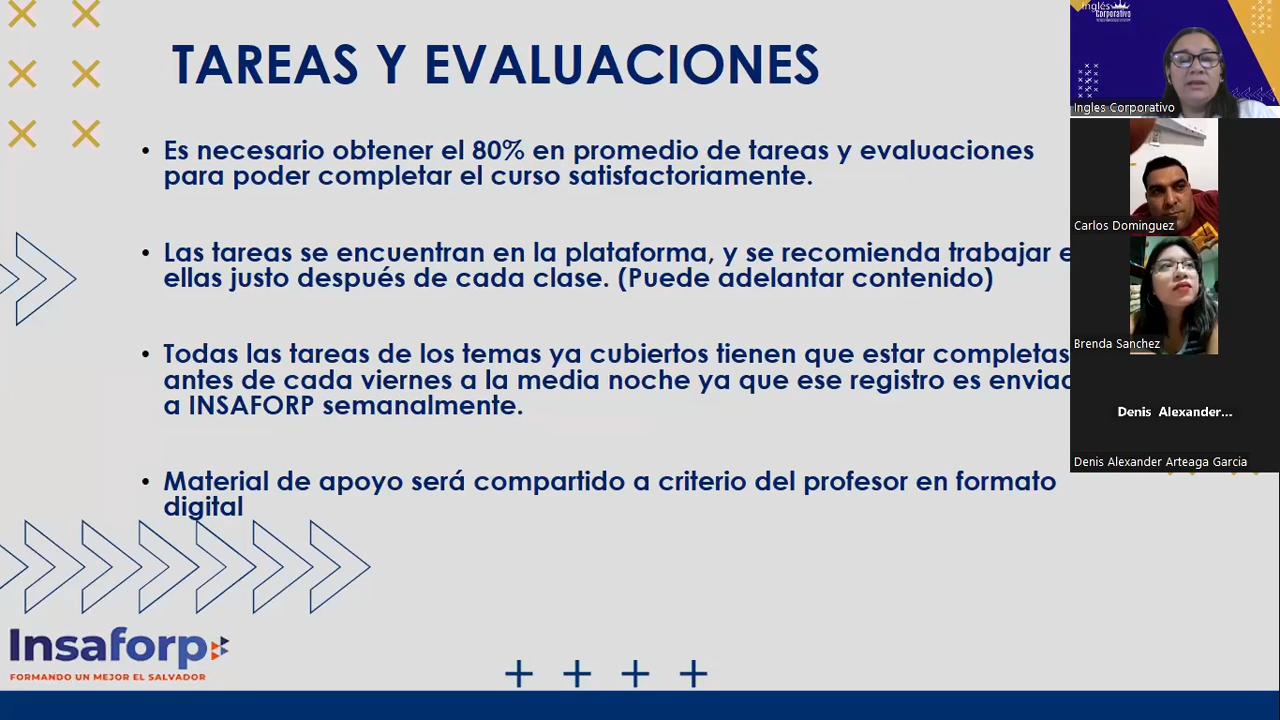 TAREAS Y EVALUACIONES
• Es necesario obtener el 80% en promedio de tareas y evaluaciones
para poder completar el curso satisfactoriamente.
• Las tareas se encuentran en la plataforma, y se recomienda trabajar e
ellas justo después de cada clase. (Puede adelantar contenido)
• Todas las tareas de los temas ya cubiertos tienen que estar completas
antes de cada viernes a la media noche ya que ese registro es enviad
a INSAFORP semanalmente.
• Material de apoyo será compartido a criterio del profesor en formato
digital
Insaforp
FORMANDO UN MEJOR EL SALVADOR
Inglés
Corporativo
Ingles Corporativo
Carlos Dominguez
Brenda Sanchez
Denis Alexander...
Denis Alexander Arteaga Garcia